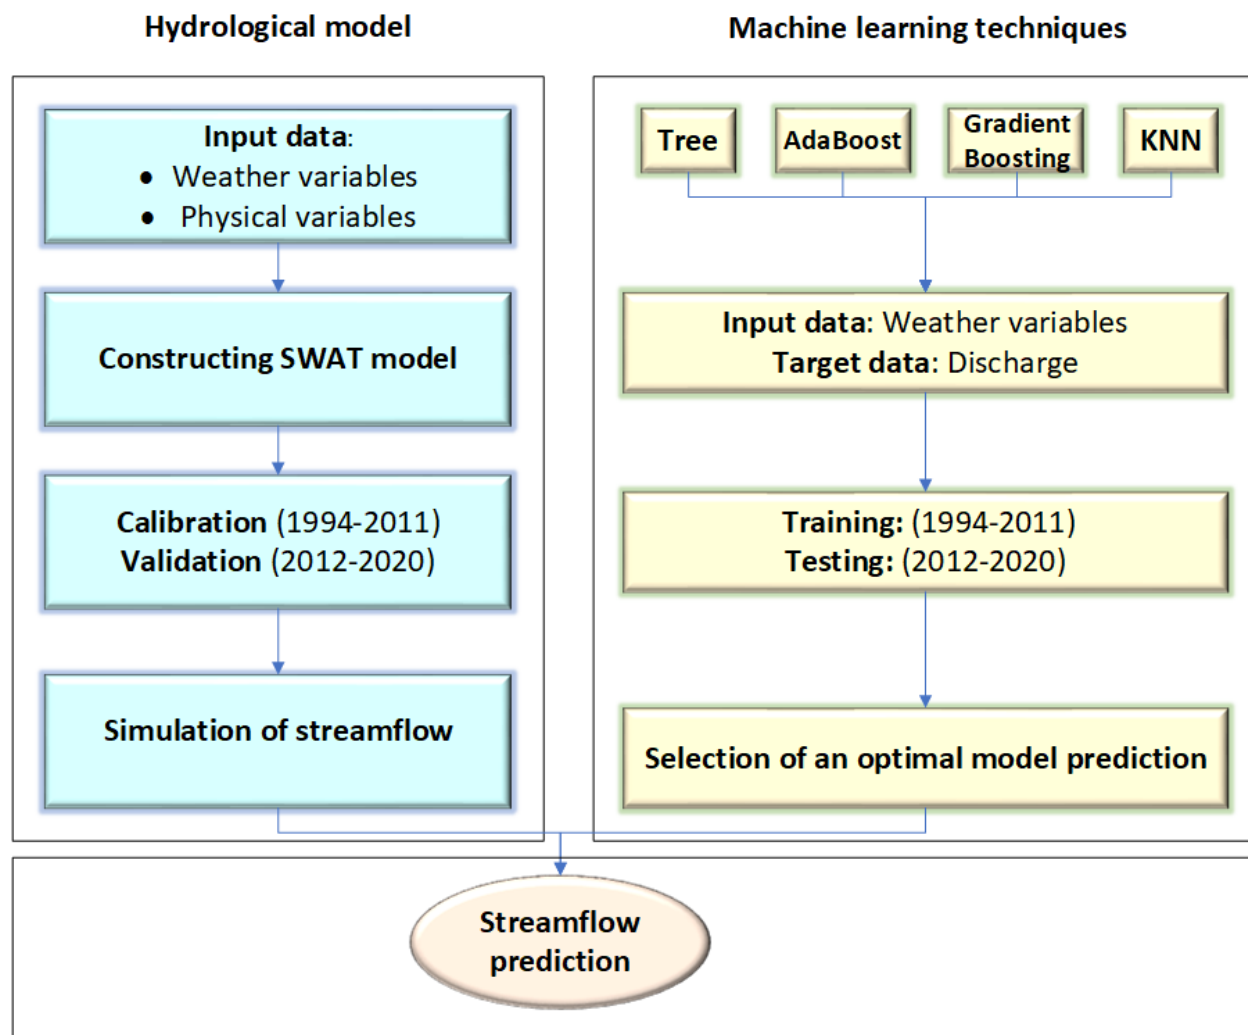 Hydrological model
Input data:
• Weather variables
• Physical variables
Constructing SWAT model
Calibration (1994-2011)
Validation (2012-2020)
Simulation of streamflow
Machine learning techniques
Tree
AdaBoost
Gradient
Boosting
KNN
Input data: Weather variables
Target data: Discharge
Training: (1994-2011)
Testing: (2012-2020)
Selection of an optimal model prediction
Streamflow
prediction